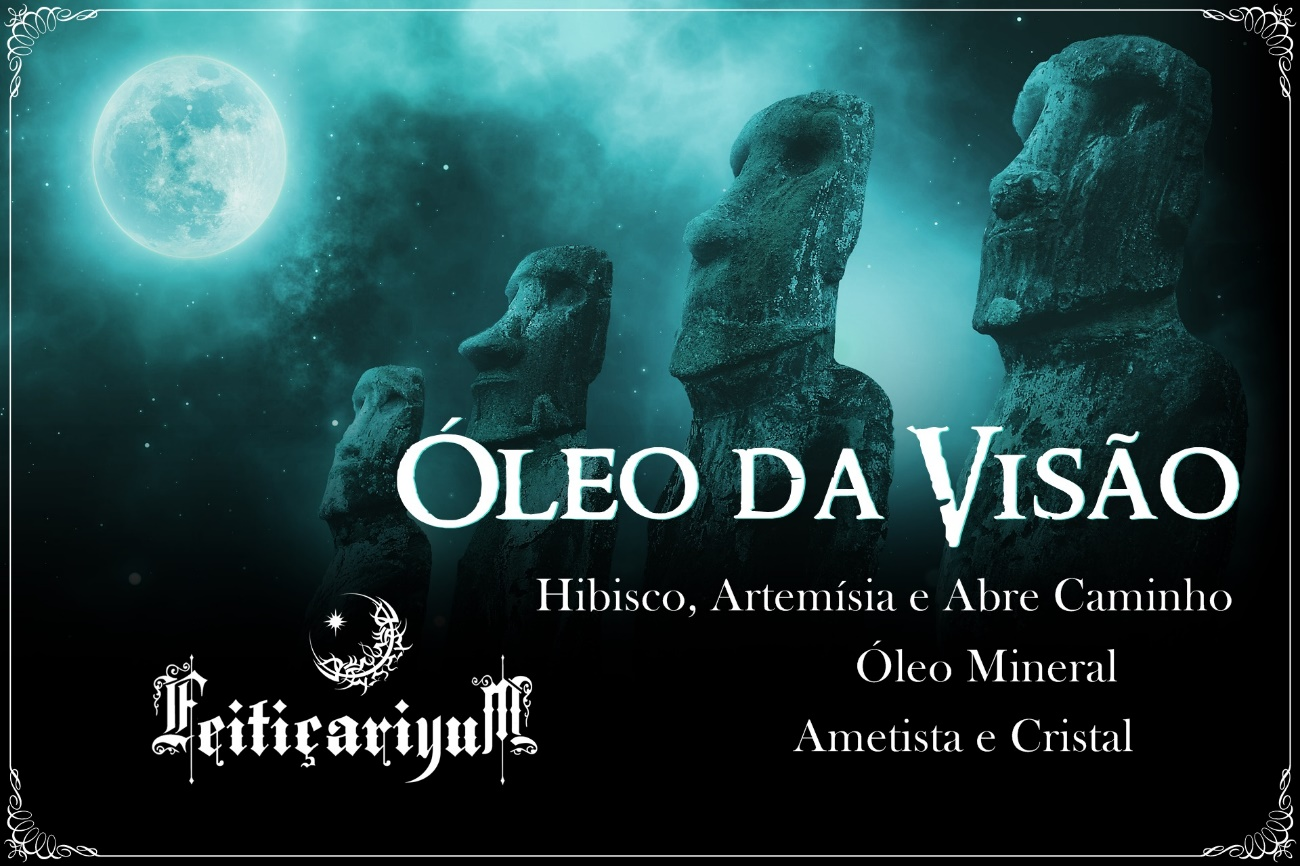 Óleo da Visão
Hibisco, Artemísia e Abre Caminho
Óleo Mineral
Ametista e Cristal
FeitiçariyuM